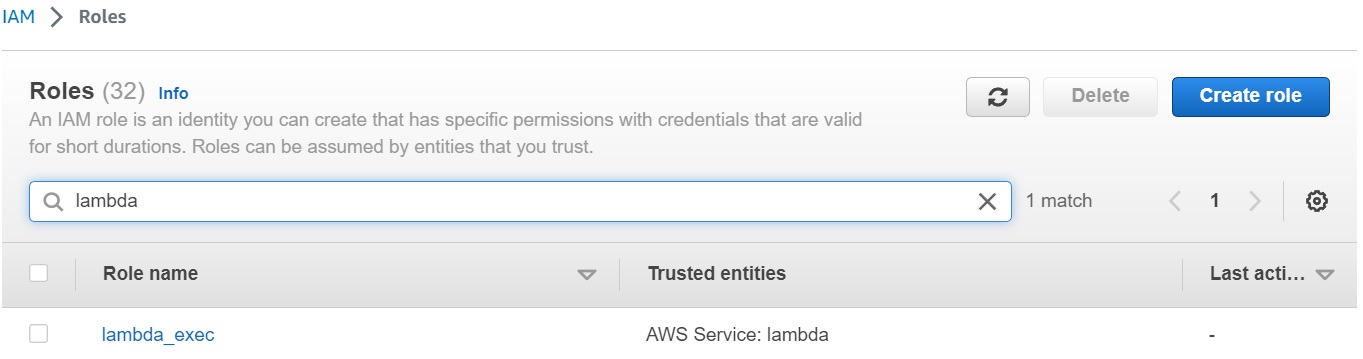 IAM > Roles
Roles (32) Info
Delete
Create role
An IAM role is an identity you can create that has specific permissions with credentials that are valid
for short durations. Roles can be assumed by entities that you trust.
lambda
1 match
1
Role name
Trusted entities
Last acti...
lambda_exec
AWS Service: lambda
-